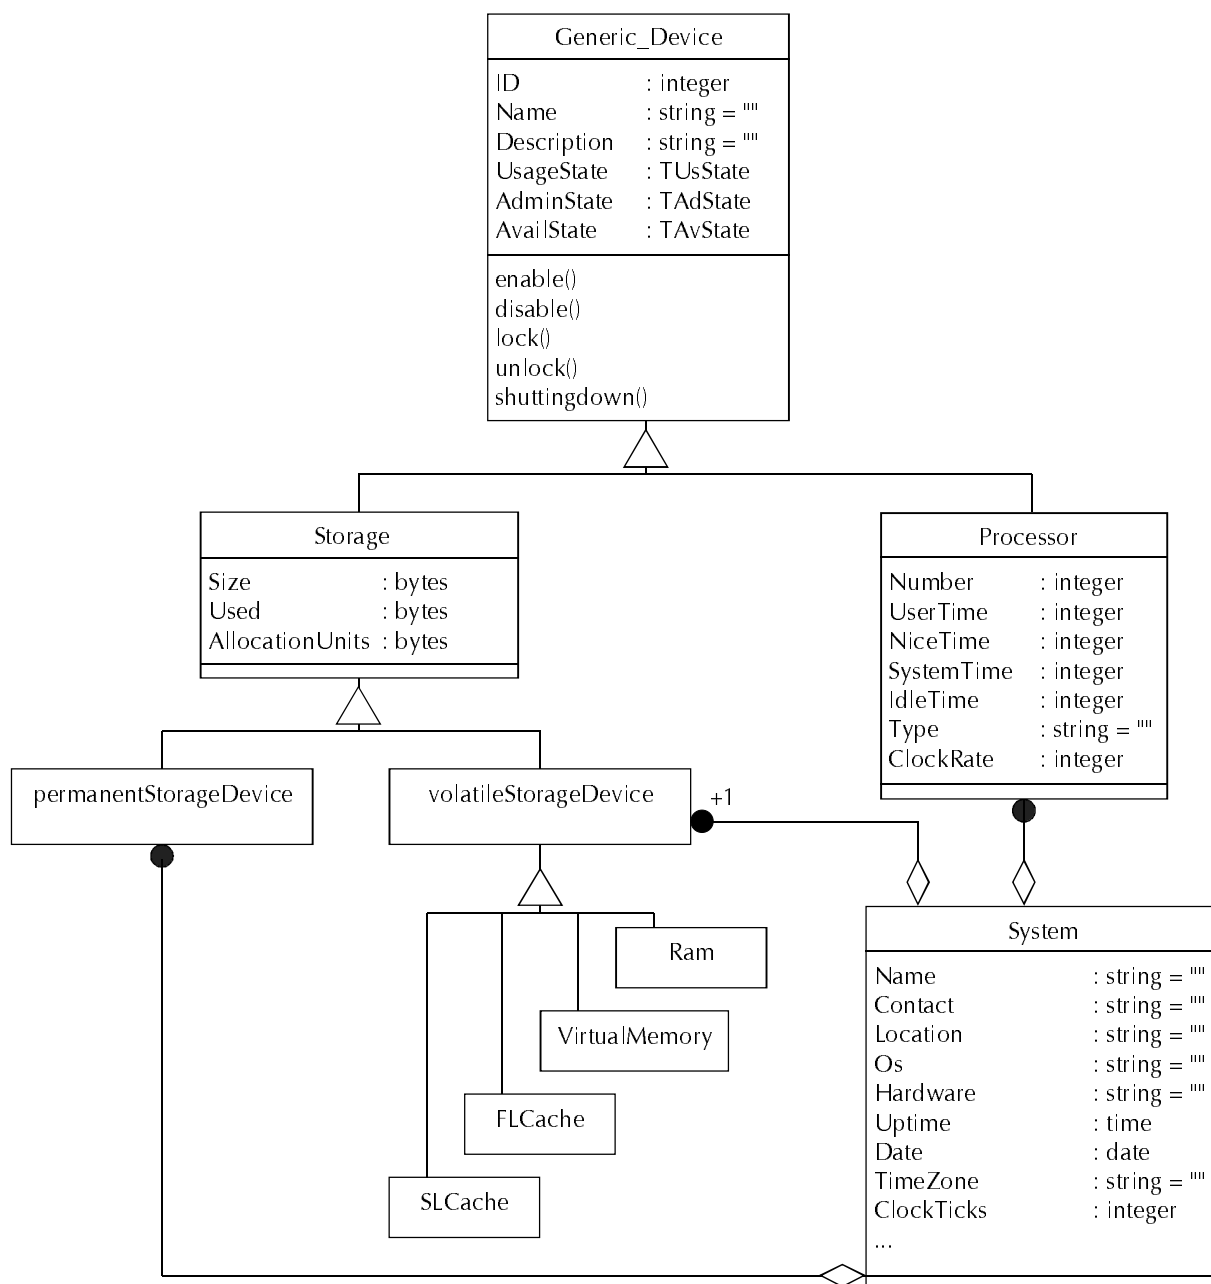 Generic_Device
ID : integer
Name : string = ""
Description : string = ""
UsageState : TUsState
AdminState : TAdState
AvailState : TAvState
enable()
disable()
lock()
unlock()
shuttingdown()
Storage
Size : bytes
Used : bytes
AllocationUnits : bytes
Processor
Number : integer
UserTime : integer
NiceTime : integer
SystemTime : integer
IdleTime : integer
Type : string = ""
ClockRate : integer
permanentStorageDevice
volatileStorageDevice
+1
Ram
VirtualMemory
FLCache
SLCache
System
Name : string = ""
Contact : string = ""
Location : string = ""
Os : string = ""
Hardware : string = ""
Uptime : time
Date : date
TimeZone : string = ""
ClockTicks : integer
...